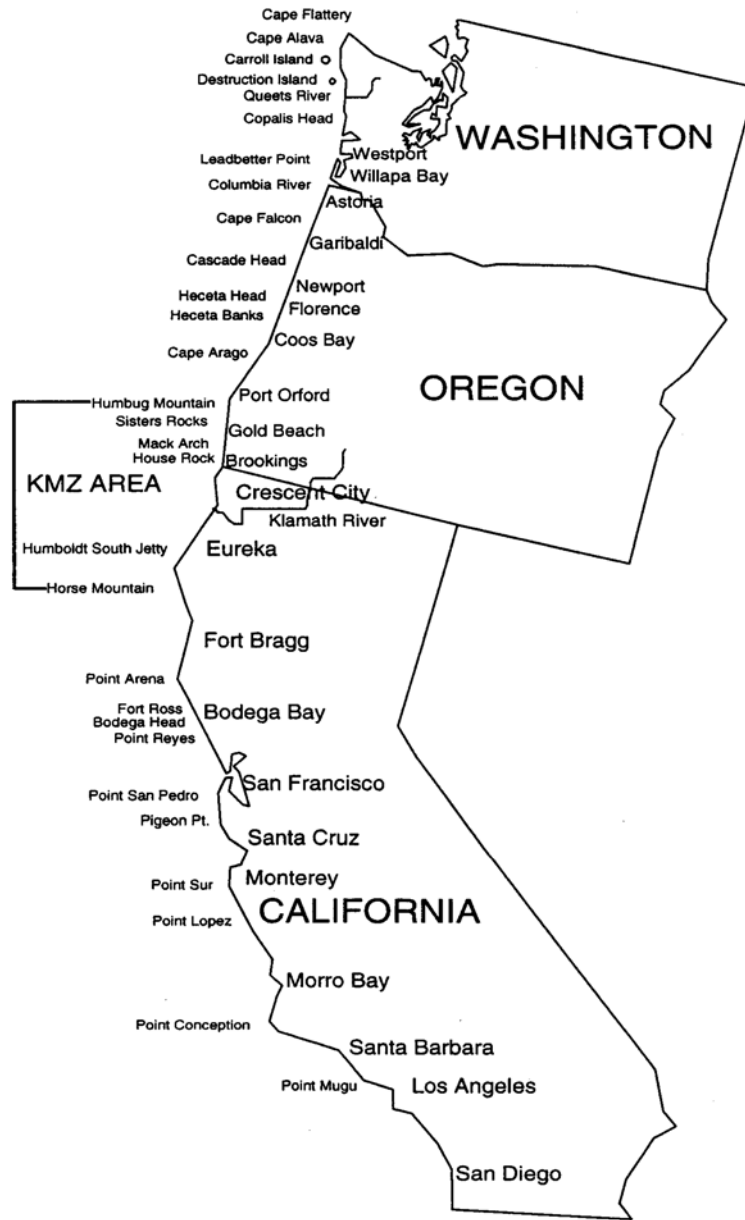 Cape Flattery
Cape Alava
Carroll Island
Destruction Island
Queets River
Copalis Head
WASHINGTON
Westport
Leadbetter Point
Willapa Bay
Columbia River
Astoria
Cape Falcon
Garibaldi
Cascade Head
Newport
Heceta Head
Florence
Heceta Banks
Coos Bay
Cape Arago
OREGON
Port Orford
Humbug Mountain
Sisters Rocks
Gold Beach
Mack Arch
House Rock
Brookings
KMZ AREA
Crescent City
Klamath River
Humboldt South Jetty
Eureka
Horse Mountain
Fort Bragg
Point Arena
Fort Ross
Bodega Bay
Bodega Head
Point Reyes
San Francisco
Point San Pedro
Pigeon Pt.
Santa Cruz
Monterey
Point Sur
CALIFORNIA
Point Lopez
Morro Bay
Point Conception
Santa Barbara
Point Mugu
Los Angeles
San Diego